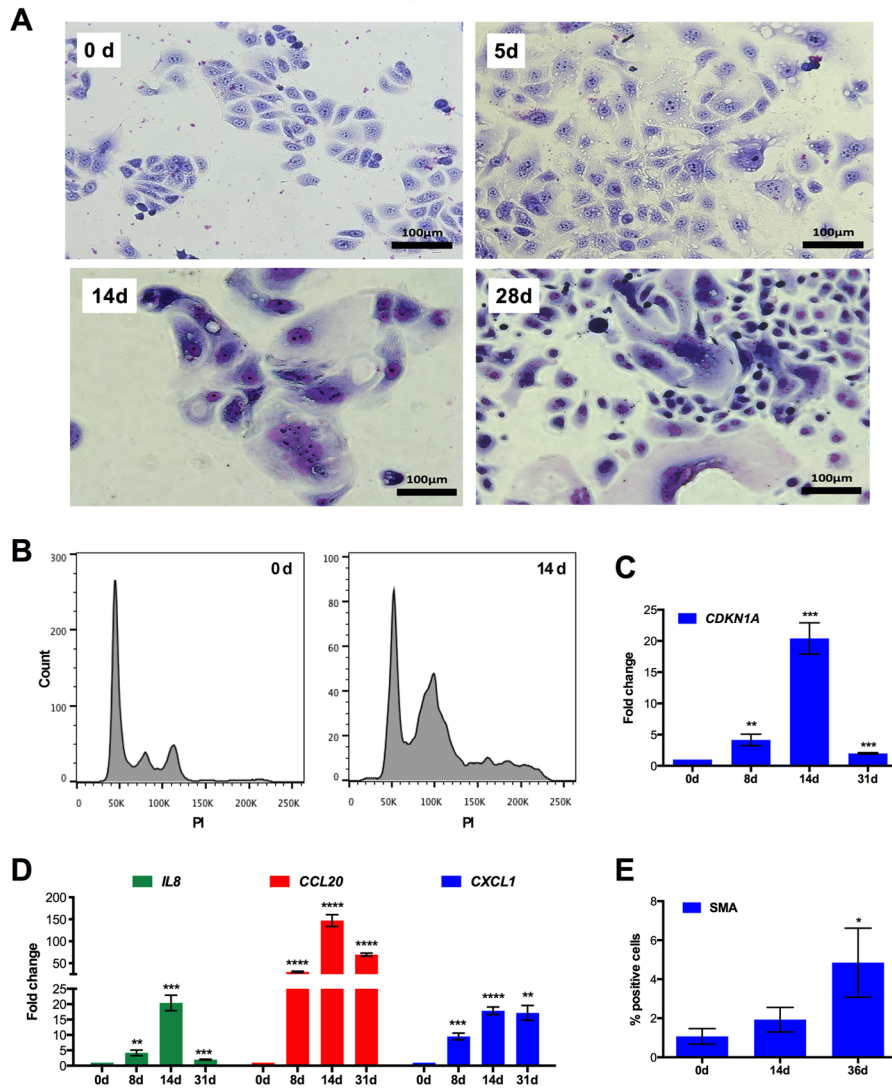 A
0 d
100µm
5d
100µm
14d
100µm
28d
100µm
B
0 d
Count
300
200
100
0
0 50K 100K 150K 200K 250K
PI
14 d
100
80
60
40
20
0
0 50K 100K 150K 200K 250K
PI
C
CDKN1A
Fold change
25
20
15
10
5
0
**
***
***
0d 8d 14d 31d
D
IL8 CCL20 CXCL1
Fold change
200
150
100
50
25
20
15
10
5
0
** *** ***
**** **** ****
*** **** **
0d 8d 14d 31d 0d 8d 14d 31d 0d 8d 14d 31d
E
SMA
% positive cells
8
6
4
2
0
*
0d 14d 36d